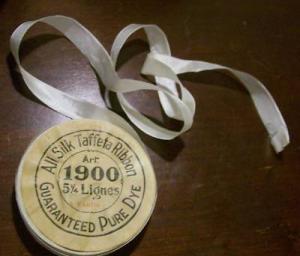 All Silk Taffeta Ribbon
Art
1900
5¼ Lignes
GUARANTEED PURE DYE